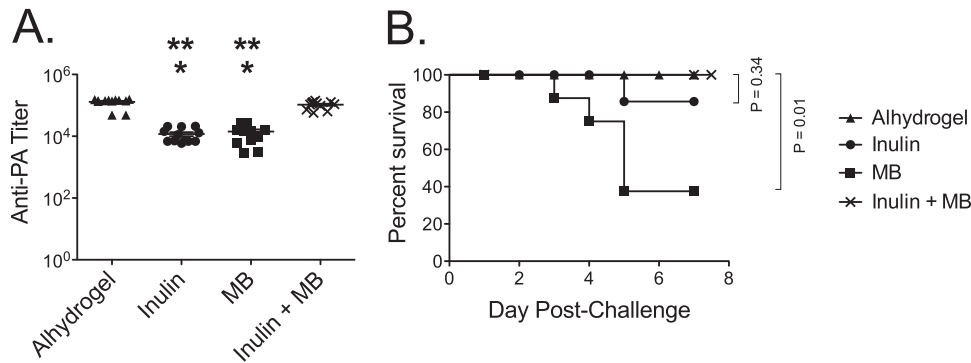 A.
**
*
**
*
10^6
10^4
10^2
10^0
Anti-PA Titer
Alhydrogel
Inulin
MB
Inulin + MB
B.
100
80
60
40
20
0
Percent survival
0
2
4
6
8
Day Post-Challenge
P = 0.34
P = 0.01
Alhydrogel
Inulin
MB
Inulin + MB